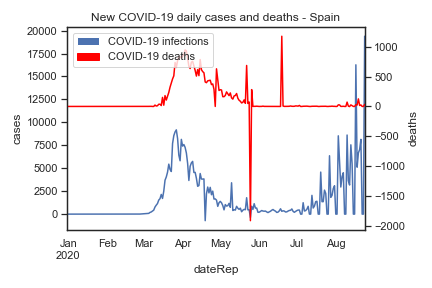 New COVID-19 daily cases and deaths - Spain
COVID-19 infections
COVID-19 deaths
20000
17500
15000
12500
10000
7500
5000
2500
0
cases
1000
500
0
−500
−1000
−1500
−2000
deaths
Jan Feb Mar Apr May Jun Jul Aug
2020
dateRep